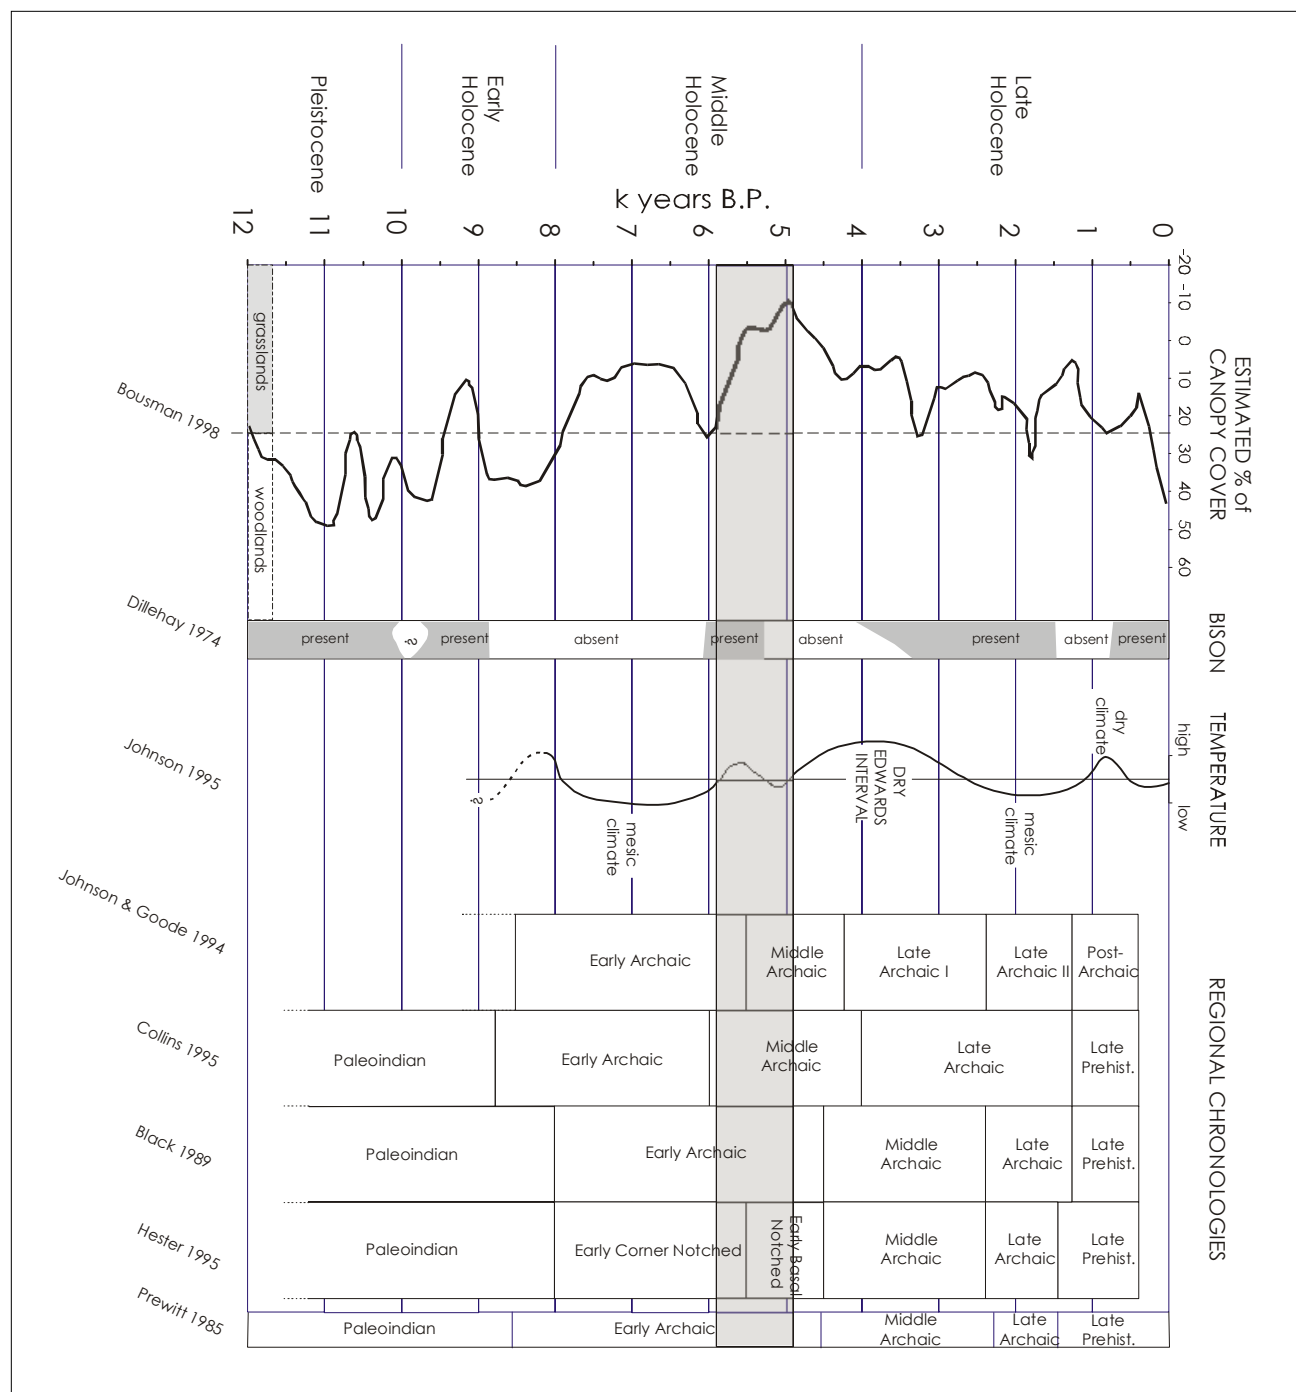 Pleistocene
Early
Holocene
Middle
Holocene
Late
Holocene
k years B.P.
12
11
10
9
8
7
6
5
4
3
2
1
0
-20
-10
0
10
20
30
40
50
60
ESTIMATED % of
CANOPY COVER
grasslands
woodlands
Bousman 1998
BISON
Dillehay 1974
present
?
present
absent
present
absent
present
absent
present
TEMPERATURE
high
low
Johnson 1995
?
mesic
climate
DRY
EDWARDS
INTERVAL
mesic
climate
dry
climate
REGIONAL CHRONOLOGIES
Johnson & Goode 1994
Early Archaic
Middle
Archaic
Late
Archaic I
Late
Archaic II
Post-
Archaic
Collins 1995
Paleoindian
Early Archaic
Middle
Archaic
Late
Archaic
Late
Prehist.
Black 1989
Paleoindian
Early Archaic
Middle
Archaic
Late
Archaic
Late
Prehist.
Hester 1995
Paleoindian
Early Corner Notched
Early Basal
Notched
Middle
Archaic
Late
Archaic
Late
Prehist.
Prewitt 1985
Paleoindian
Early Archaic
Middle
Archaic
Late
Archaic
Late
Prehist.